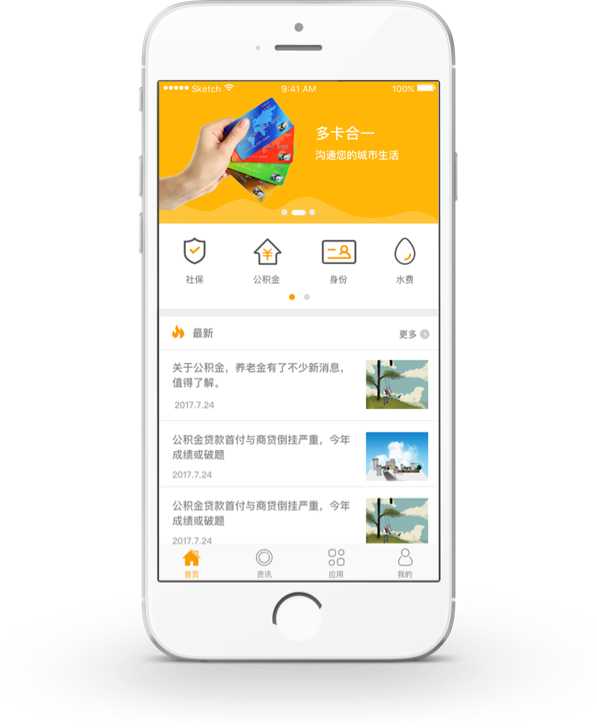 Sketch 9:41 AM 100%
多卡合一
沟通您的城市生活
社保 公积金 身份 水费
最新 更多
关于公积金，养老金有了不少新消息，
值得了解。
2017.7.24
公积金贷款首付与商贷倒挂严重，今年
成绩或破题
2017.7.24
公积金贷款首付与商贷倒挂严重，今年
成绩或破题
2017.7.24
首页 资讯 应用 我的